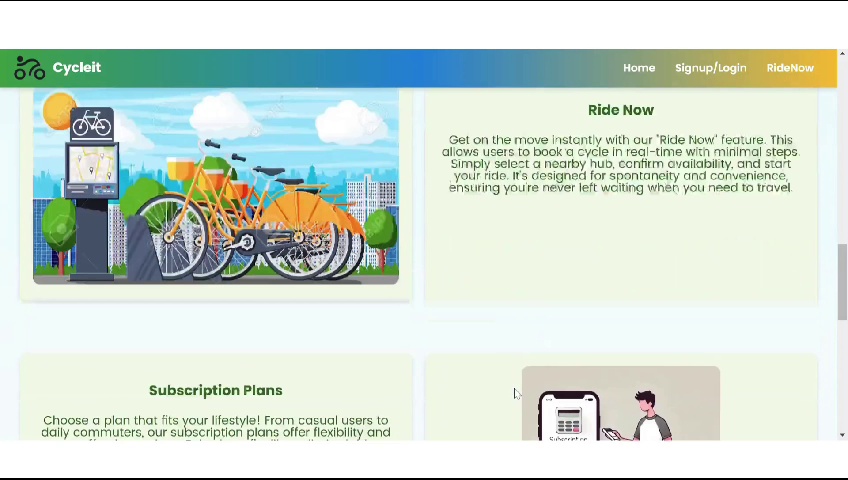 Cycleit
Home Signup/Login RideNow
Ride Now
Get on the move instantly with our "Ride Now" feature. This
allows users to book a cycle in real-time with minimal steps.
Simply select a nearby hub, confirm availability, and start
your ride. It's designed for spontaneity and convenience,
ensuring you're never left waiting when you need to travel.
Subscription Plans
Choose a plan that fits your lifestyle! From casual users to
daily commuters, our subscription plans offer flexibility and